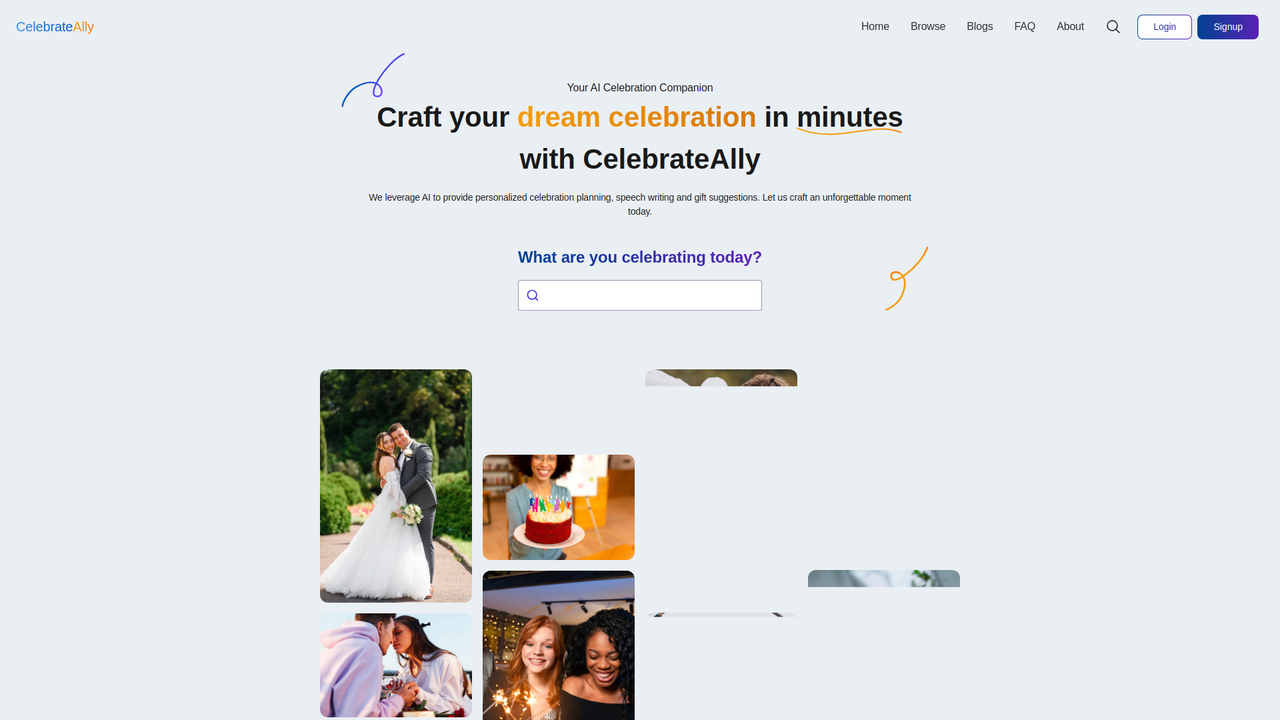 CelebrateAlly
Home
Browse
Blogs
FAQ
About
Login
Signup
Your AI Celebration Companion
Craft your dream celebration in minutes
with CelebrateAlly
We leverage AI to provide personalized celebration planning, speech writing and gift suggestions. Let us craft an unforgettable moment
today.
What are you celebrating today?